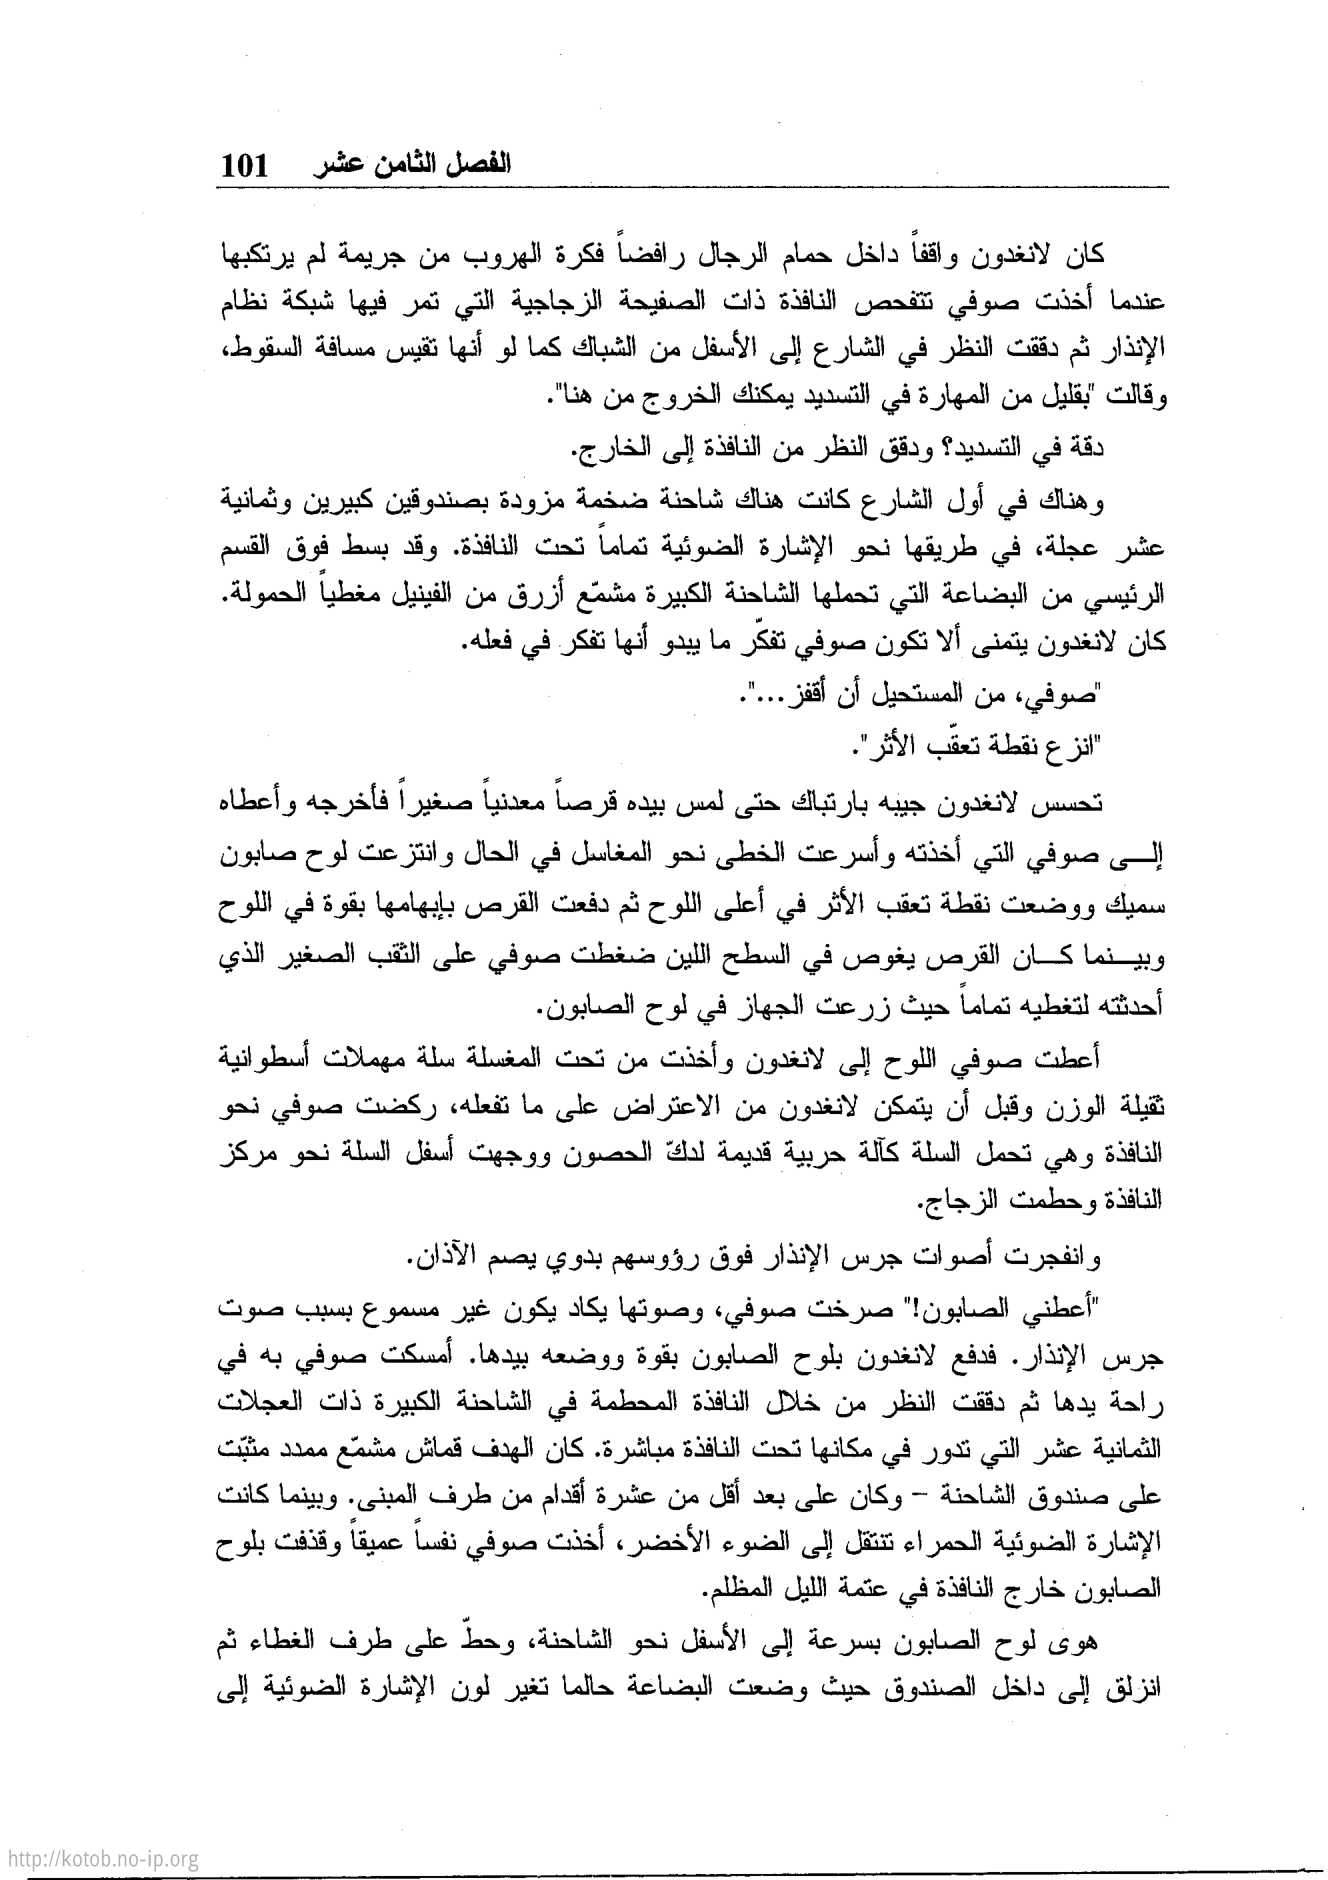 الفصل الثامن عشر 101
كان لانغدون واقفاً داخل حمام الرجال رافضاً فكرة الهروب من جريمة لم يرتكبها
عندما أخذت صوفي تتفحص النافذة ذات الصفيحة الزجاجية التي تمر فيها شبكة نظام
الإنذار ثم دققت النظر في الشارع إلى الأسفل من الشباك كما لو أنها تقيس مسافة السقوط،
وقالت "بقليل من المهارة في التسديد يمكنك الخروج من هنا".
دقة في التسديد؟ ودقق النظر من النافذة إلى الخارج.
وهناك في أول الشارع كانت هناك شاحنة ضخمة مزودة بصندوقين كبيرين وثمانية
عشر عجلة، في طريقها نحو الإشارة الضوئية تماماً تحت النافذة. وقد بسط فوق القسم
الرئيسي من البضاعة التي تحملها الشاحنة الكبيرة مشمّع أزرق من الفينيل مغطياً الحمولة.
كان لانغدون يتمنى ألا تكون صوفي تفكّر ما يبدو أنها تفكر في فعله.
"صوفي، من المستحيل أن أقفز...".
"انزع نقطة تعقّب الأثر".
تحسس لانغدون جيبه بارتباك حتى لمس بيده قرصاً معدنياً صغيراً فأخرجه وأعطاه
إلـــى صوفي التي أخذته وأسرعت الخطى نحو المغاسل في الحال وانتزعت لوح صابون
سميك ووضعت نقطة تعقب الأثر في أعلى اللوح ثم دفعت القرص بإبهامها بقوة في اللوح
وبيـــنما كـــان القرص يغوص في السطح اللين ضغطت صوفي على الثقب الصغير الذي
أحدثته لتغطيه تماماً حيث زرعت الجهاز في لوح الصابون.
أعطت صوفي اللوح إلى لانغدون وأخذت من تحت المغسلة سلة مهملات أسطوانية
ثقيلة الوزن وقبل أن يتمكن لانغدون من الاعتراض على ما تفعله، ركضت صوفي نحو
النافذة وهي تحمل السلة كآلة حربية قديمة لدكّ الحصون ووجهت أسفل السلة نحو مركز
النافذة وحطمت الزجاج.
وانفجرت أصوات جرس الإنذار فوق رؤوسهم بدوي يصم الآذان.
"أعطني الصابون!" صرخت صوفي، وصوتها يكاد يكون غير مسموع بسبب صوت
جرس الإنذار. فدفع لانغدون بلوح الصابون بقوة ووضعه بيدها. أمسكت صوفي به في
راحة يدها ثم دققت النظر من خلال النافذة المحطمة في الشاحنة الكبيرة ذات العجلات
الثمانية عشر التي تدور في مكانها تحت النافذة مباشرة. كان الهدف قماش مشمّع ممدد مثبّت
على صندوق الشاحنة – وكان على بعد أقل من عشرة أقدام من طرف المبنى. وبينما كانت
الإشارة الضوئية الحمراء تنتقل إلى الضوء الأخضر، أخذت صوفي نفساً عميقاً وقذفت بلوح
الصابون خارج النافذة في عتمة الليل المظلم.
هوى لوح الصابون بسرعة إلى الأسفل نحو الشاحنة، وحطّ على طرف الغطاء ثم
انزلق إلى داخل الصندوق حيث وضعت البضاعة حالما تغير لون الإشارة الضوئية إلى
http://kotob.no-ip.org